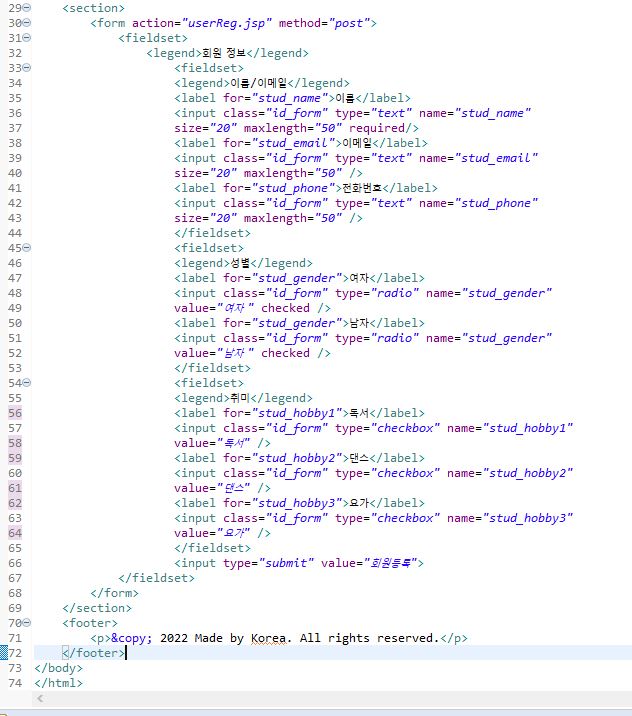 29 <section>
30 <form action="userReg.jsp" method="post">
31 <fieldset>
32 <legend>회원 정보</legend>
33 <fieldset>
34 <legend>이름/이메일</legend>
35 <label for="stud_name">이름</label>
36 <input class="id_form" type="text" name="stud_name"
37 size="20" maxlength="50" required/>
38 <label for="stud_email">이메일</label>
39 <input class="id_form" type="text" name="stud_email"
40 size="20" maxlength="50" />
41 <label for="stud_phone">전화번호</label>
42 <input class="id_form" type="text" name="stud_phone"
43 size="20" maxlength="50" />
44 </fieldset>
45 <fieldset>
46 <legend>성별</legend>
47 <label for="stud_gender">여자</label>
48 <input class="id_form" type="radio" name="stud_gender"
49 value="여자 " checked />
50 <label for="stud_gender">남자</label>
51 <input class="id_form" type="radio" name="stud_gender"
52 value="남자 " checked />
53 </fieldset>
54 <fieldset>
55 <legend>취미</legend>
56 <label for="stud_hobby1">독서</label>
57 <input class="id_form" type="checkbox" name="stud_hobby1"
58 value="독서" />
59 <label for="stud_hobby2">댄스</label>
60 <input class="id_form" type="checkbox" name="stud_hobby2"
61 value="댄스" />
62 <label for="stud_hobby3">요가</label>
63 <input class="id_form" type="checkbox" name="stud_hobby3"
64 value="요가" />
65 </fieldset>
66 <input type="submit" value="회원등록">
67 </fieldset>
68 </form>
69 </section>
70 <footer>
71 <p>&copy; 2022 Made by Korea. All rights reserved.</p>
72 </footer>
73 </body>
74 </html>